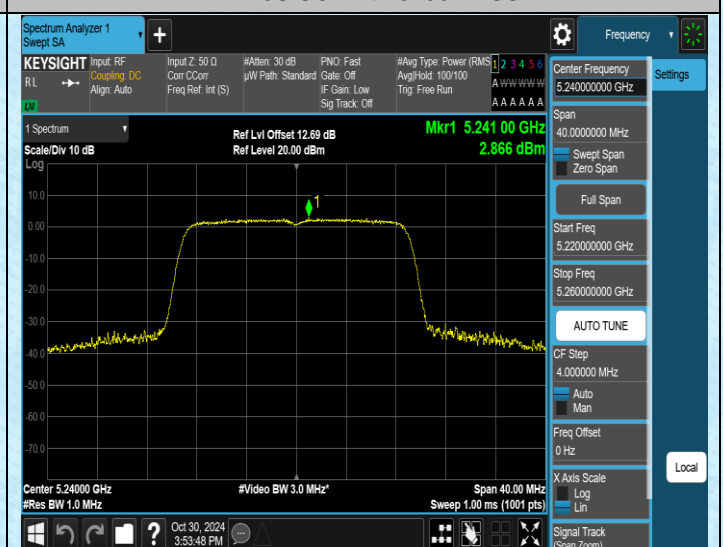 Spectrum Analyzer 1
Swept SA
Frequency
KEYSIGHT
R L
LXI
Input: RF
Coupling: DC
Align: Auto
Input Z: 50 Ω
Corr CCorr
Freq Ref: Int (S)
#Atten: 30 dB
µW Path: Standard
PNO: Fast
Gate: Off
IF Gain: Low
Sig Track: Off
#Avg Type: Power (RMS
Avg|Hold: 100/100
Trig: Free Run
1 2 3 4 5 6
A W W W W W
A A A A A A
1 Spectrum
Scale/Div 10 dB
Ref Lvl Offset 12.69 dB
Ref Level 20.00 dBm
Mkr1 5.241 00 GHz
2.866 dBm
Log
10.0
0.00
-10.0
-20.0
-30.0
-40.0
-50.0
-60.0
-70.0
1
Center 5.24000 GHz
#Res BW 1.0 MHz
#Video BW 3.0 MHz*
Span 40.00 MHz
Sweep 1.00 ms (1001 pts)
Center Frequency
5.240000000 GHz
Settings
Span
40.0000000 MHz
Swept Span
Zero Span
Full Span
Start Freq
5.220000000 GHz
Stop Freq
5.260000000 GHz
AUTO TUNE
CF Step
4.000000 MHz
Auto
Man
Freq Offset
0 Hz
X Axis Scale
Log
Lin
Local
Signal Track
(Span Zoom)
?
Oct 30, 2024
3:53:48 PM